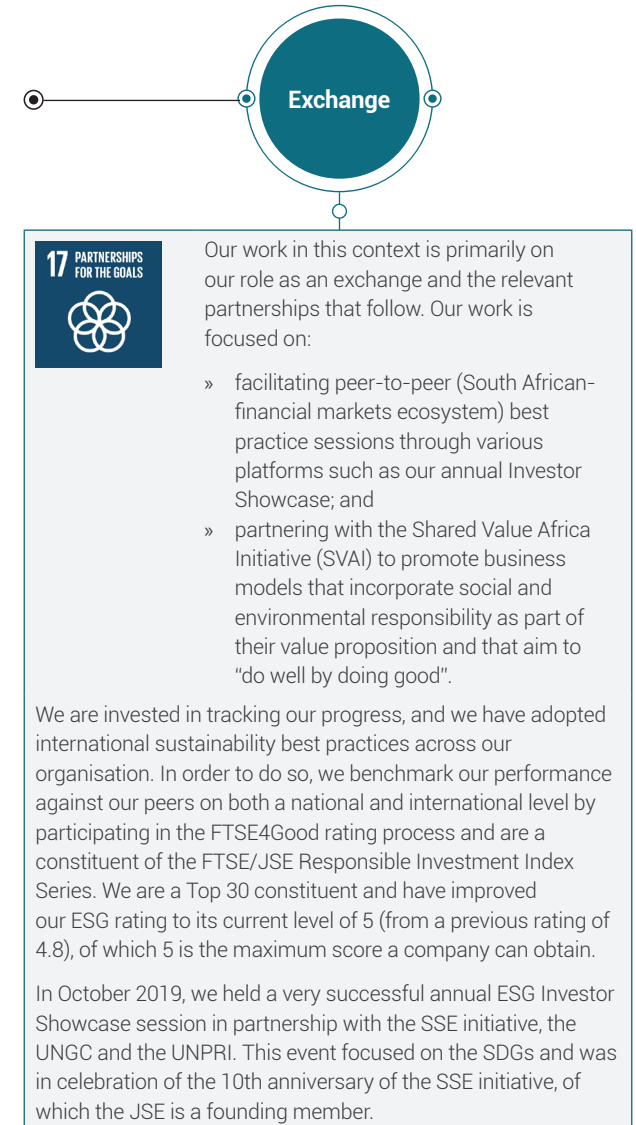 Exchange
17 PARTNERSHIPS
FOR THE GOALS
Our work in this context is primarily on
our role as an exchange and the relevant
partnerships that follow. Our work is
focused on:
» facilitating peer-to-peer (South African-
financial markets ecosystem) best
practice sessions through various
platforms such as our annual Investor
Showcase; and
» partnering with the Shared Value Africa
Initiative (SVAI) to promote business
models that incorporate social and
environmental responsibility as part of
their value proposition and that aim to
“do well by doing good”.
We are invested in tracking our progress, and we have adopted
international sustainability best practices across our
organisation. In order to do so, we benchmark our performance
against our peers on both a national and international level by
participating in the FTSE4Good rating process and are a
constituent of the FTSE/JSE Responsible Investment Index
Series. We are a Top 30 constituent and have improved
our ESG rating to its current level of 5 (from a previous rating of
4.8), of which 5 is the maximum score a company can obtain.
In October 2019, we held a very successful annual ESG Investor
Showcase session in partnership with the SSE initiative, the
UNGC and the UNPRI. This event focused on the SDGs and was
in celebration of the 10th anniversary of the SSE initiative, of
which the JSE is a founding member.